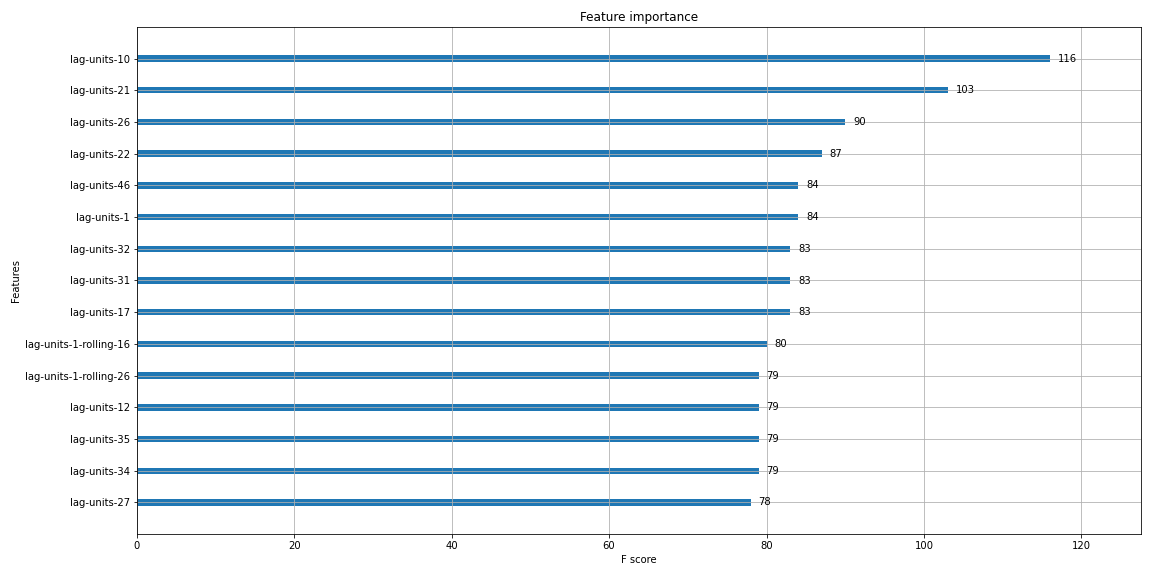 Feature importance
lag-units-10 116
lag-units-21 103
lag-units-26 90
lag-units-22 87
lag-units-46 84
lag-units-1 84
lag-units-32 83
lag-units-31 83
lag-units-17 83
lag-units-1-rolling-16 80
lag-units-1-rolling-26 79
lag-units-12 79
lag-units-35 79
lag-units-34 79
lag-units-27 78
Features
0 20 40 60 80 100 120
F score